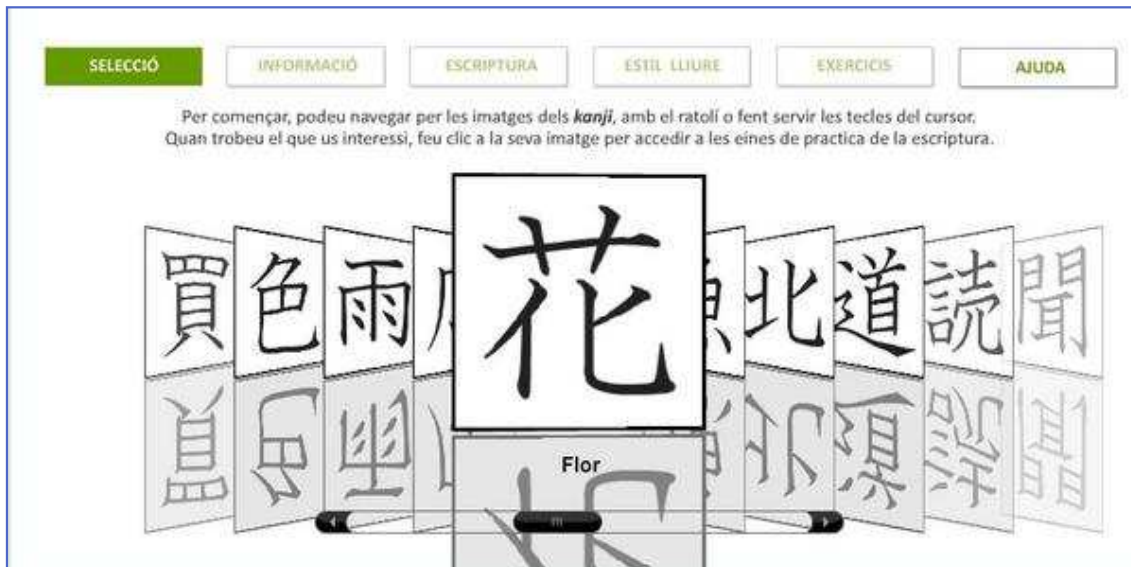 SELECCIÓ
INFORMACIÓ
ESCRIPTURA
ESTIL LLIURE
EXERCICIS
AJUDA
Per començar, podeu navegar per les imatges dels kanji, amb el ratolí o fent servir les tecles del cursor.
Quan trobeu el que us interessi, feu clic a la seva imatge per accedir a les eines de practica de la escriptura.
買 色 雨 花 北 道 読 聞
Flor